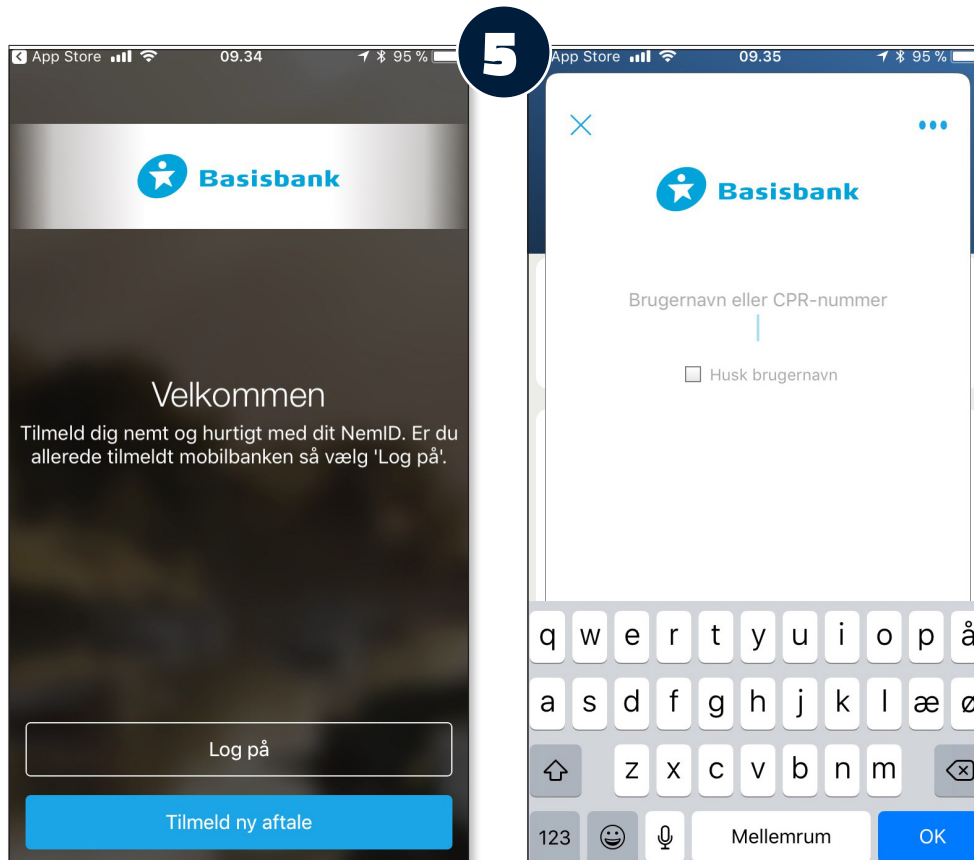 5
App Store
09.34
95 %
Basisbank
Velkommen
Tilmeld dig nemt og hurtigt med dit NemID. Er du
allerede tilmeldt mobilbanken så vælg 'Log på'.
Log på
Tilmeld ny aftale
App Store
09.35
95 %
Basisbank
Brugernavn eller CPR-nummer
Husk brugernavn
q w e r t y u i o p å
a s d f g h j k l æ ø
z x c v b n m
123
Mellemrum
OK